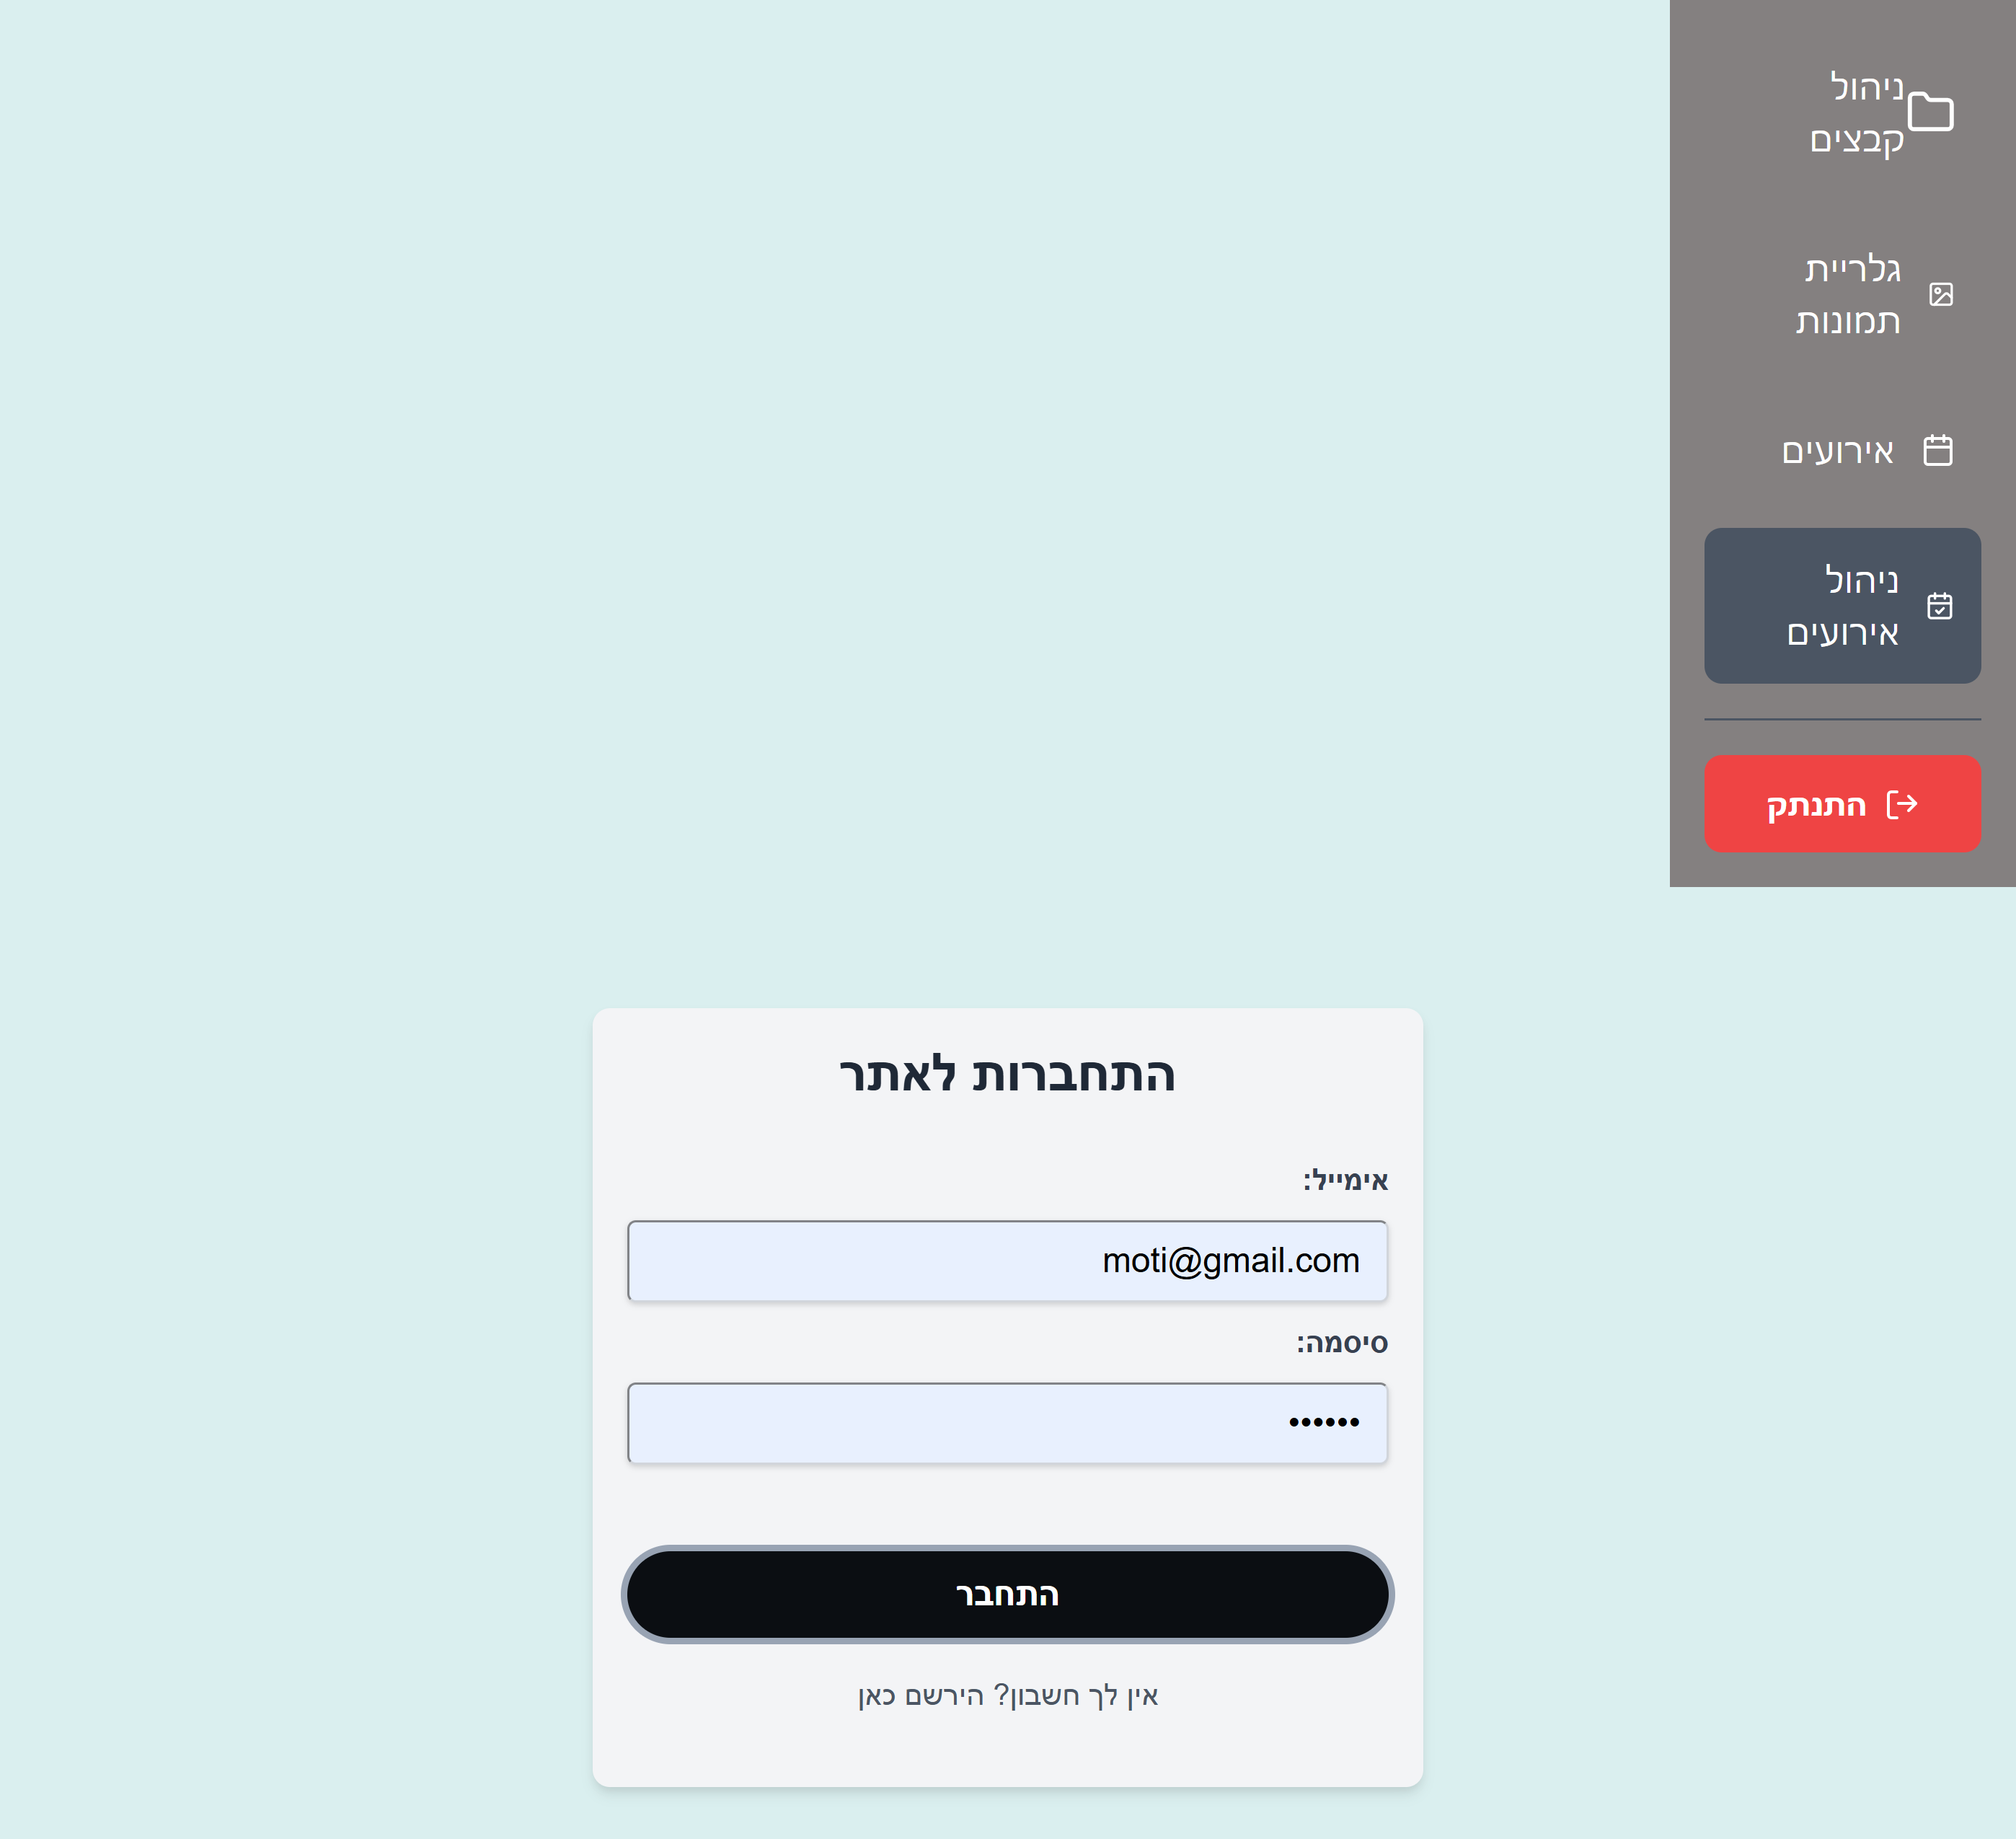 ניהול
קבצים
גלריית
תמונות
אירועים
ניהול
אירועים
התנתק
התחברות לאתר
אימייל:
moti@gmail.com
סיסמה:
••••••
התחבר
אין לך חשבון? הירשם כאן